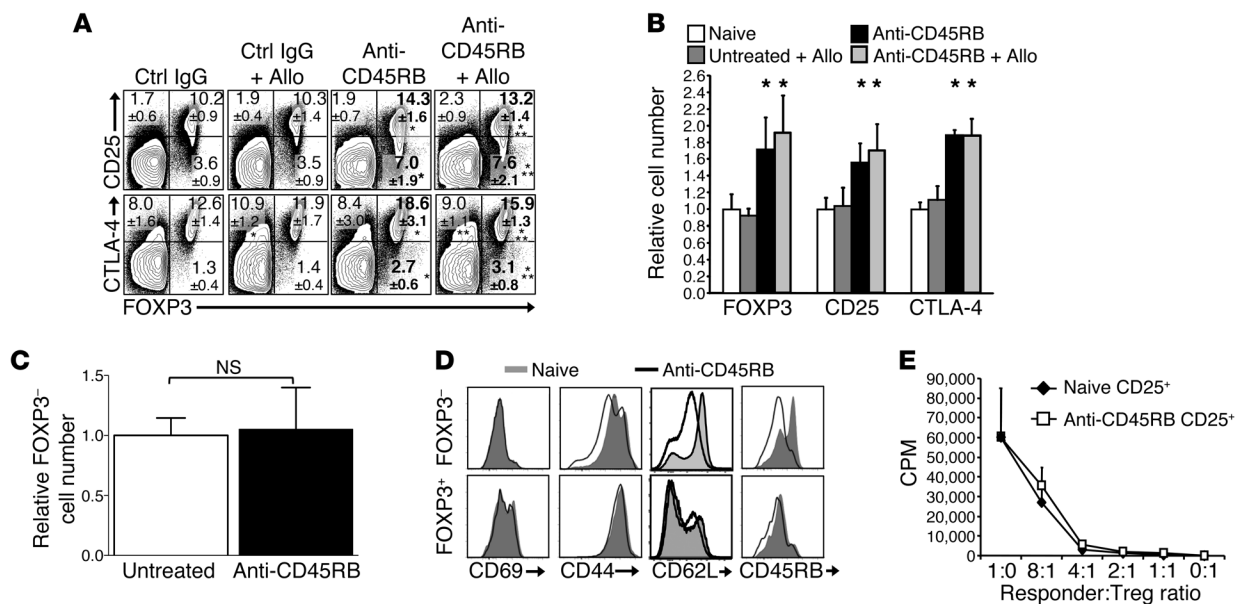 A
Ctrl IgG
Ctrl IgG
+ Allo
Anti-
CD45RB
Anti-
CD45RB
+ Allo
CD25
1.7
±0.6
10.2
±0.9
3.6
±0.9
1.9
±0.4
10.3
±1.4
3.5
±0.9
1.9
±0.7
14.3
±1.6
*
7.0
±1.9*
2.3
±0.9
13.2
±1.4
*
**
7.6
±2.1
*
**
CTLA-4
8.0
±1.6
12.6
±1.4
1.3
±0.4
10.9
±1.2
*
11.9
±1.7
1.4
±0.4
8.4
±3.0
18.6
±3.1
*
2.7
±0.6
*
9.0
±1.1
**
15.9
±1.3
*
**
3.1
±0.8
*
**
FOXP3
B
Naive
Anti-CD45RB
Untreated + Allo
Anti-CD45RB + Allo
Relative cell number
2.6
2.4
2.2
2.0
1.8
1.6
1.4
1.2
1.0
0.8
0.6
0.4
0.2
0.0
* * * * * *
FOXP3 CD25 CTLA-4
C
Relative FOXP3⁻
cell number
1.5
1.0
0.5
0.0
NS
Untreated Anti-CD45RB
D
Naive Anti-CD45RB
FOXP3⁻
FOXP3⁺
CD69 CD44 CD62L CD45RB
E
Naive CD25⁺
Anti-CD45RB CD25⁺
CPM
90,000
80,000
70,000
60,000
50,000
40,000
30,000
20,000
10,000
0
1:0 8:1 4:1 2:1 1:1 0:1
Responder:Treg ratio